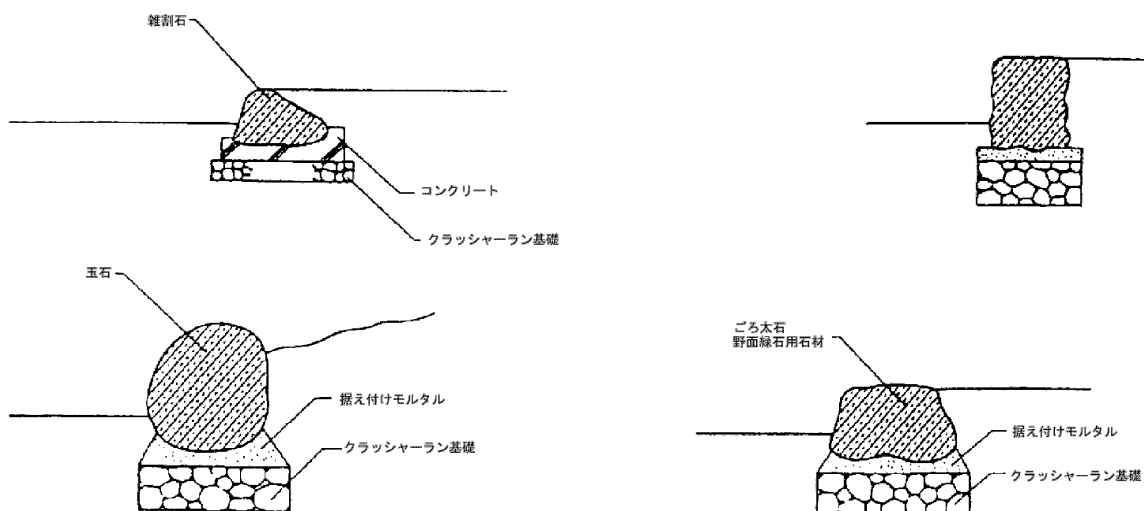 雑割石
コンクリート
クラッシャーラン基礎
玉石
据え付けモルタル
クラッシャーラン基礎
ごろ太石
野面縁石用石材
据え付けモルタル
クラッシャーラン基礎